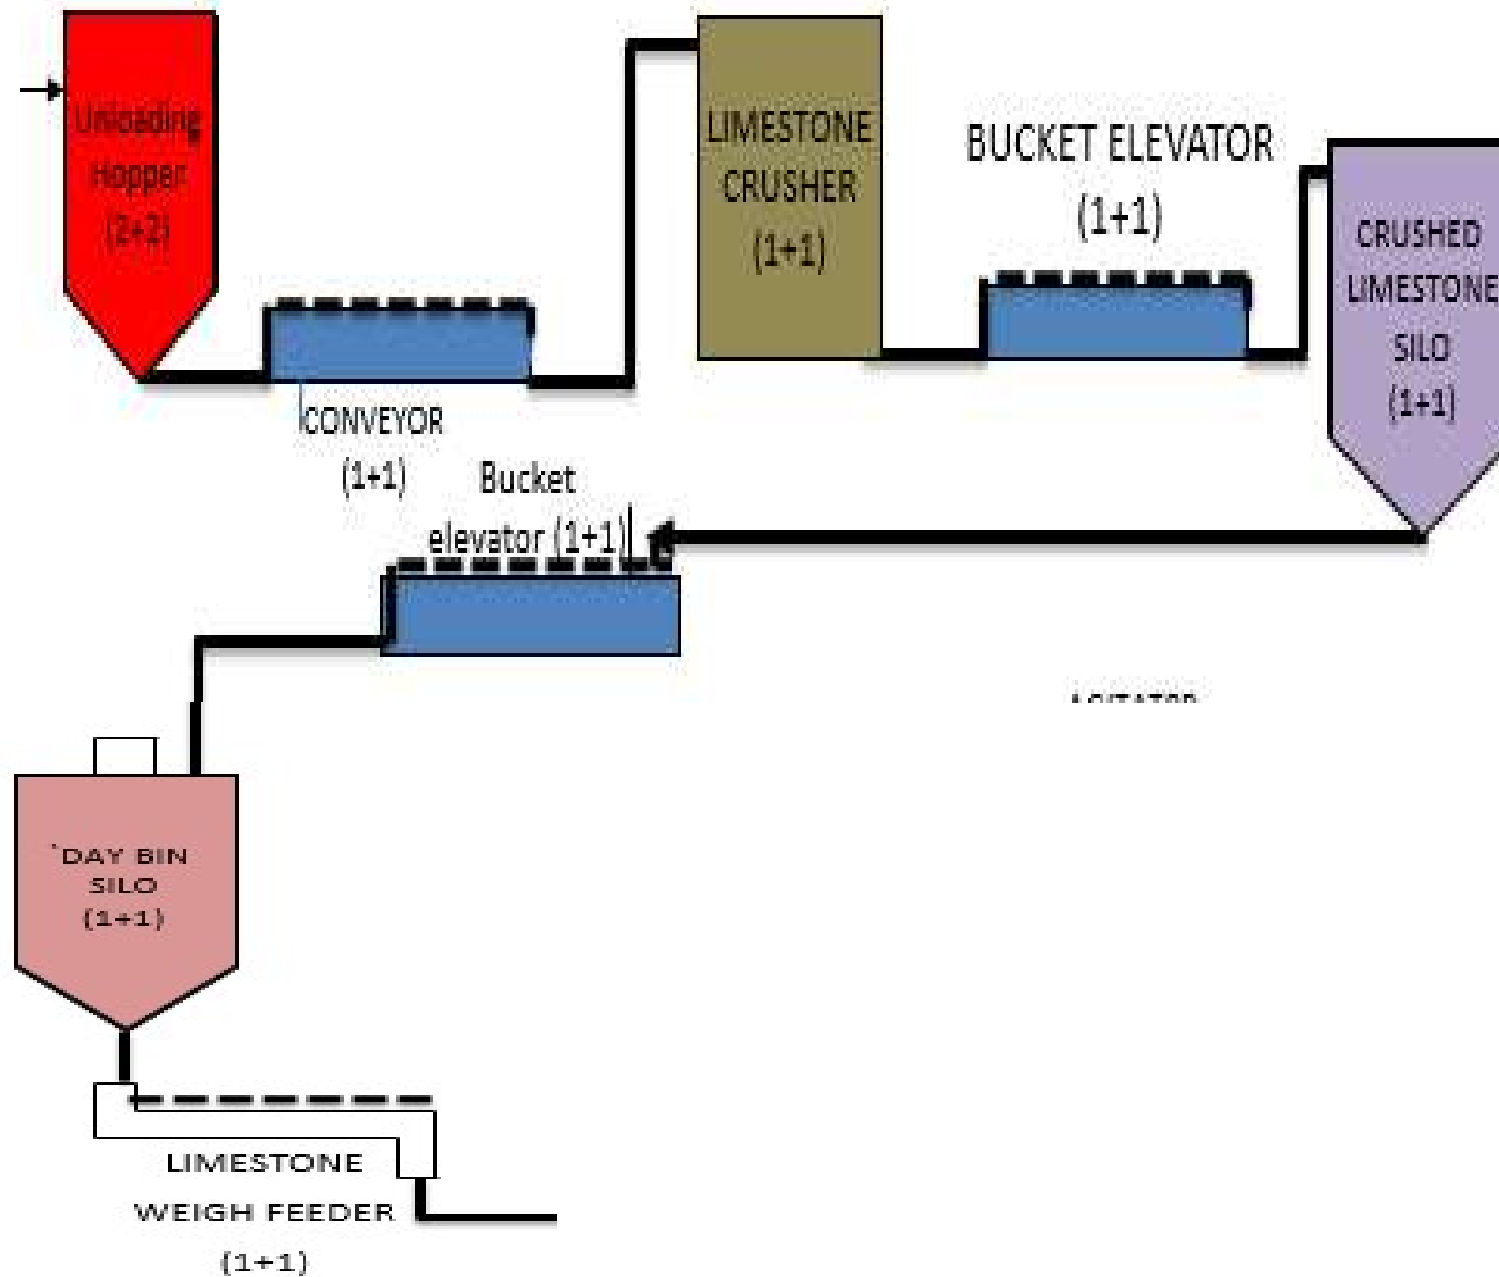 Unloading
Hopper
(2+2)
CONVEYOR
(1+1)
LIMESTONE
CRUSHER
(1+1)
BUCKET ELEVATOR
(1+1)
CRUSHED
LIMESTONE
SILO
(1+1)
Bucket
elevator (1+1)
`DAY BIN
SILO
(1+1)
LIMESTONE
WEIGH FEEDER
(1+1)